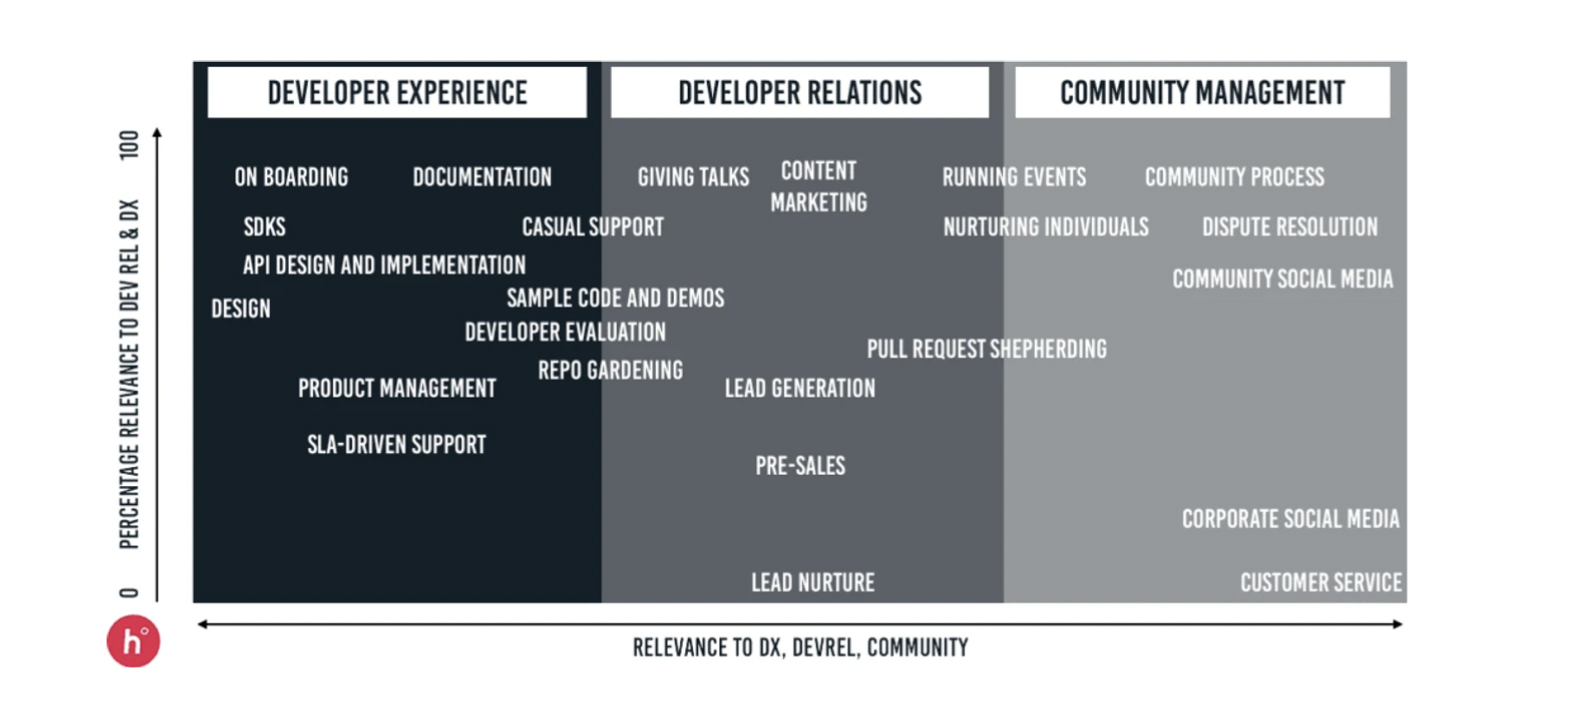 DEVELOPER EXPERIENCE
DEVELOPER RELATIONS
COMMUNITY MANAGEMENT
100
PERCENTAGE RELEVANCE TO DEV REL & DX
0
ON BOARDING
DOCUMENTATION
GIVING TALKS
CONTENT
MARKETING
RUNNING EVENTS
COMMUNITY PROCESS
SDKS
CASUAL SUPPORT
NURTURING INDIVIDUALS
DISPUTE RESOLUTION
API DESIGN AND IMPLEMENTATION
COMMUNITY SOCIAL MEDIA
DESIGN
SAMPLE CODE AND DEMOS
DEVELOPER EVALUATION
PULL REQUEST SHEPHERDING
REPO GARDENING
PRODUCT MANAGEMENT
LEAD GENERATION
SLA-DRIVEN SUPPORT
PRE-SALES
CORPORATE SOCIAL MEDIA
LEAD NURTURE
CUSTOMER SERVICE
h°
RELEVANCE TO DX, DEVREL, COMMUNITY